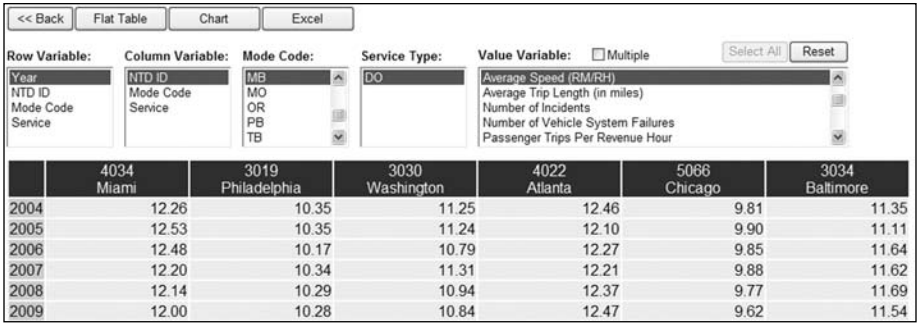 << Back Flat Table Chart Excel
Row Variable: Column Variable: Mode Code: Service Type: Value Variable: Multiple Select All Reset
Year NTD ID MB DO Average Speed (RM/RH)
NTD ID Mode Code MO Average Trip Length (in miles)
Mode Code Service OR Number of Incidents
Service PB Number of Vehicle System Failures
TB Passenger Trips Per Revenue Hour
4034 3019 3030 4022 5066 3034
Miami Philadelphia Washington Atlanta Chicago Baltimore
2004 12.26 10.35 11.25 12.46 9.81 11.35
2005 12.53 10.35 11.24 12.10 9.90 11.11
2006 12.48 10.17 10.79 12.27 9.85 11.64
2007 12.20 10.34 11.31 12.21 9.88 11.62
2008 12.14 10.29 10.94 12.37 9.77 11.69
2009 12.00 10.28 10.84 12.47 9.62 11.54